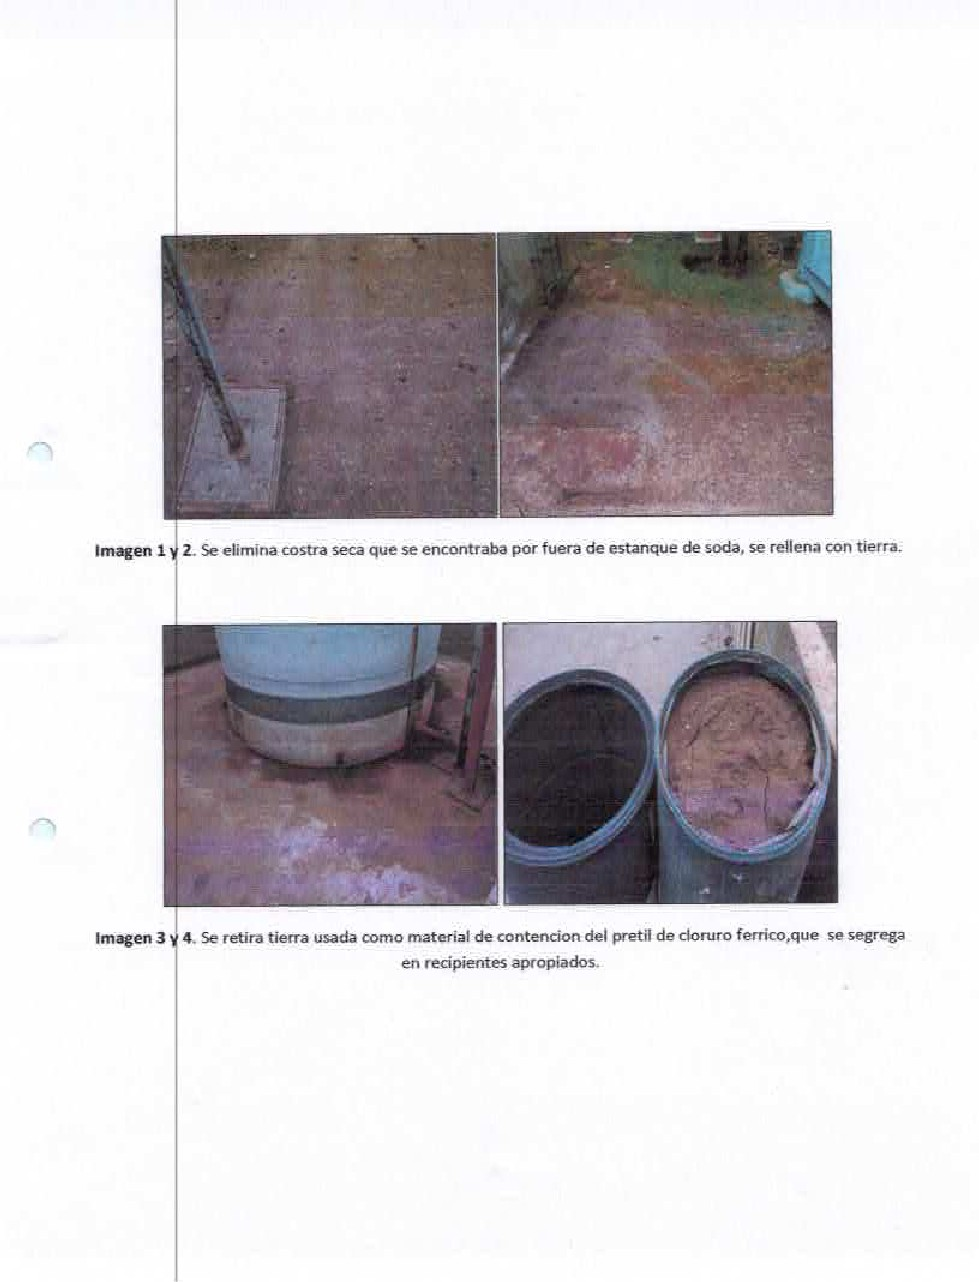 Imagen 1 y 2. Se elimina costra seca que se encontraba por fuera de estanque de soda, se rellena con tierra.
Imagen 3 y 4. Se retira tierra usada como material de contencion del pretil de cloruro ferrico,que se segrega
en recipientes apropiados.